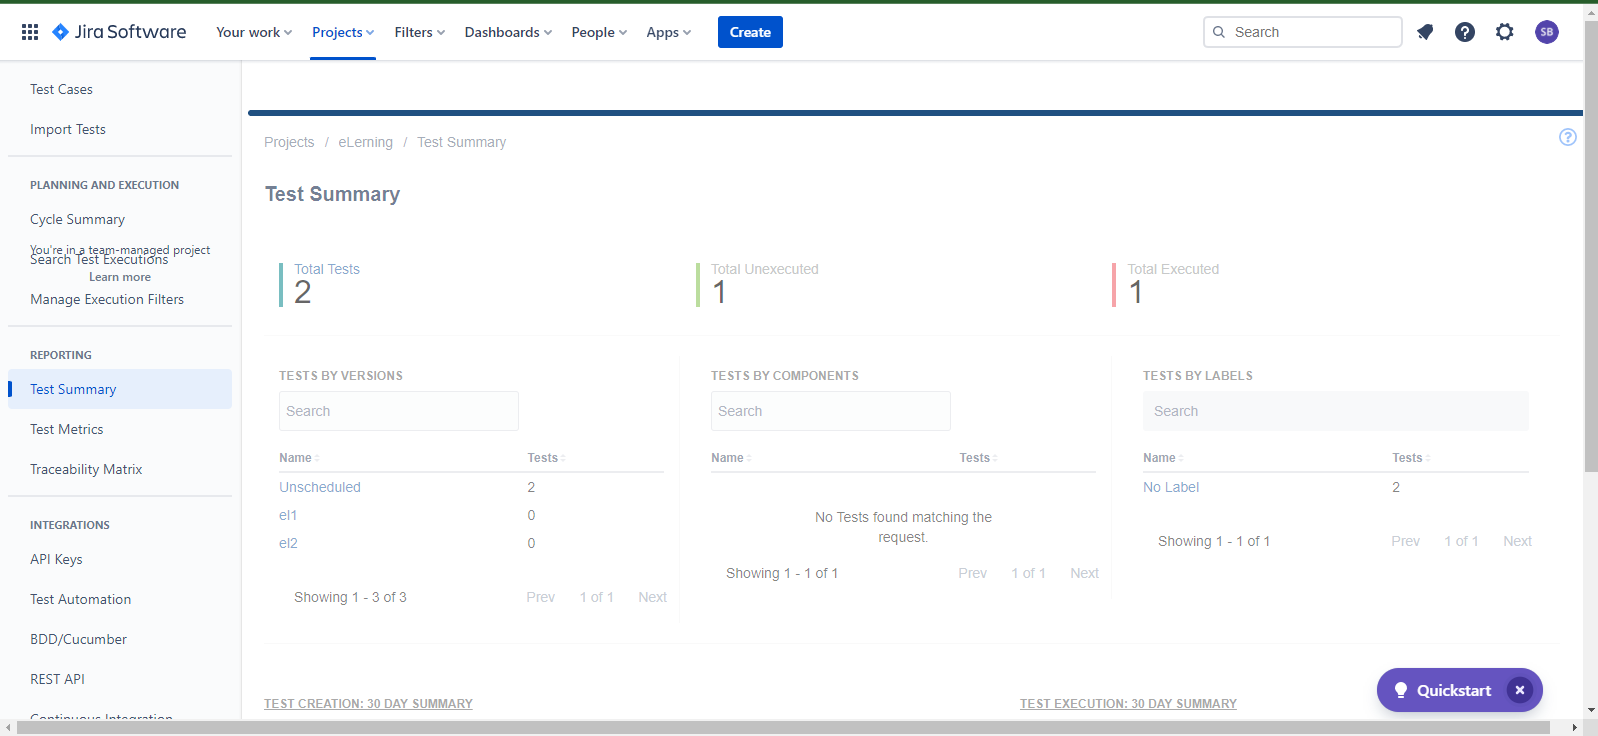 Jira Software Your work Projects Filters Dashboards People Apps Create Search SB
Test Cases
Import Tests
PLANNING AND EXECUTION
Cycle Summary
You're in a team-managed project
Search Test Executions
Learn more
Manage Execution Filters
REPORTING
Test Summary
Test Metrics
Traceability Matrix
INTEGRATIONS
API Keys
Test Automation
BDD/Cucumber
REST API
Continuous Integration
Projects / eLerning / Test Summary
Test Summary
Total Tests
2
Total Unexecuted
1
Total Executed
1
TESTS BY VERSIONS
Search
Name Tests
Unscheduled 2
el1 0
el2 0
Showing 1 - 3 of 3 Prev 1 of 1 Next
TESTS BY COMPONENTS
Search
Name Tests
No Tests found matching the
request.
Showing 1 - 1 of 1 Prev 1 of 1 Next
TESTS BY LABELS
Search
Name Tests
No Label 2
Showing 1 - 1 of 1 Prev 1 of 1 Next
TEST CREATION: 30 DAY SUMMARY
TEST EXECUTION: 30 DAY SUMMARY
Quickstart